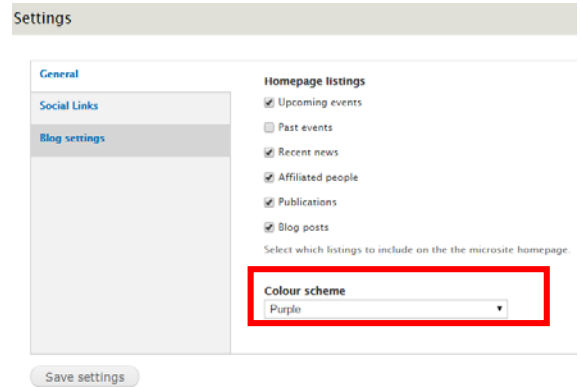 Settings
General
Social Links
Blog settings
Homepage listings
Upcoming events
Past events
Recent news
Affiliated people
Publications
Blog posts
Select which listings to include on the the microsite homepage.
Colour scheme
Purple
Save settings